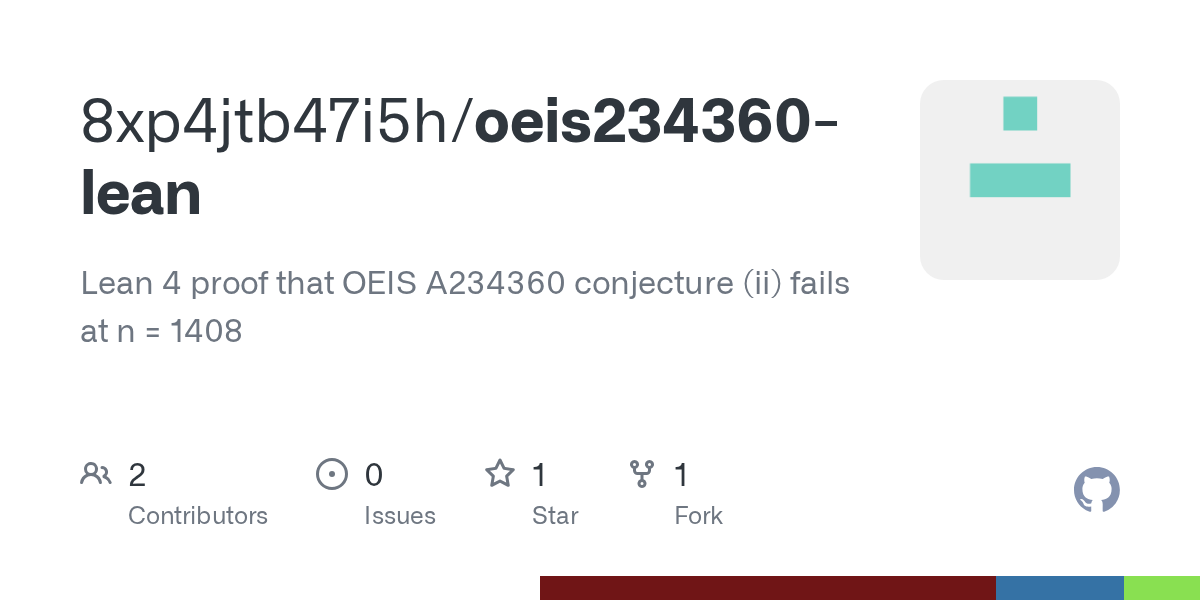 8xp4jtb47i5h/oeis234360-
lean
Lean 4 proof that OEIS A234360 conjecture (ii) fails
at n = 1408
2 0 1 1
Contributors Issues Star Fork